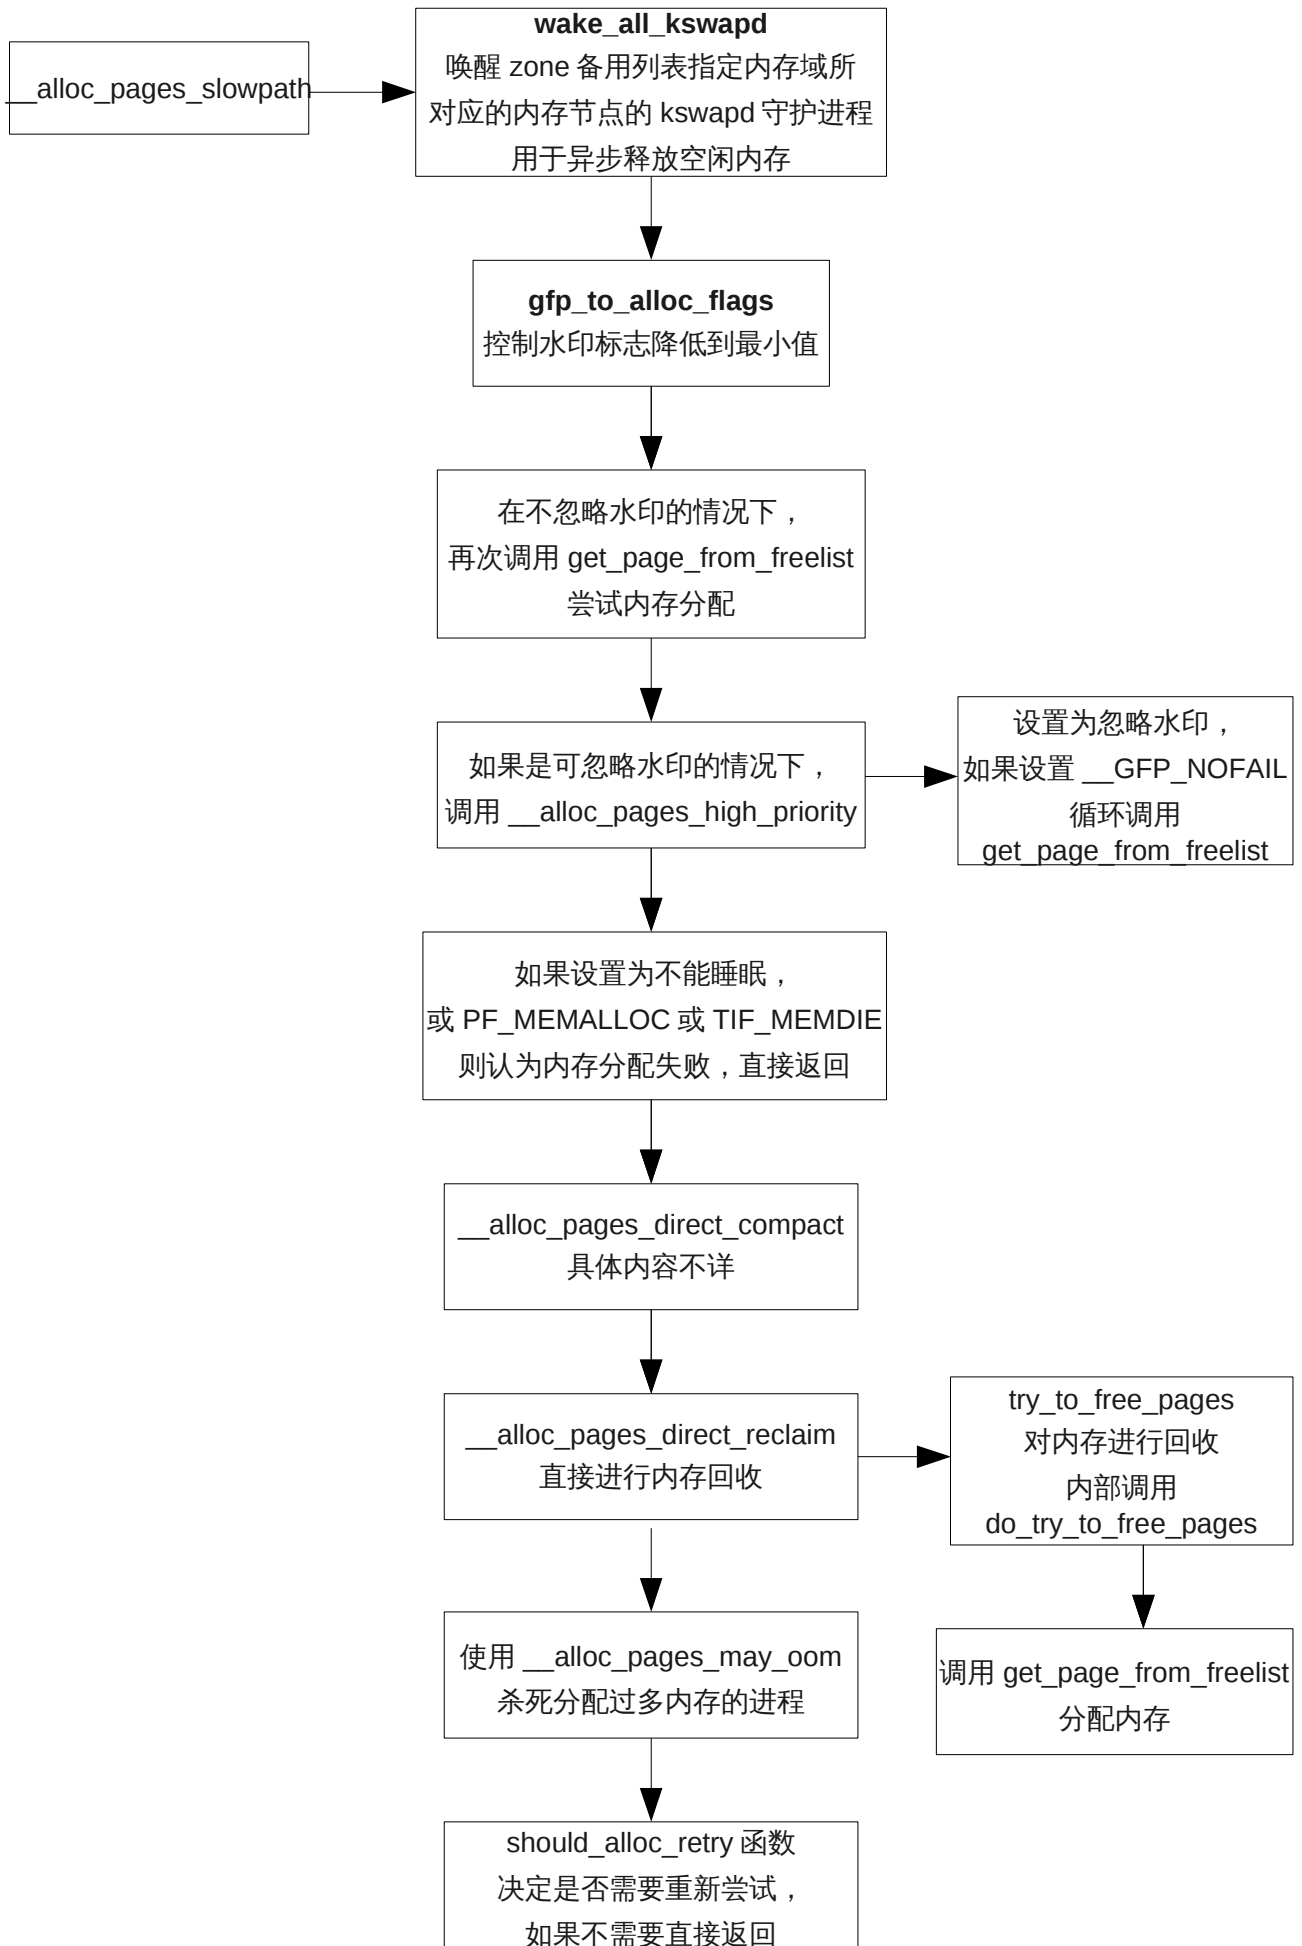 __alloc_pages_slowpath
wake_all_kswapd
唤醒 zone 备用列表指定内存域所
对应的内存节点的 kswapd 守护进程
用于异步释放空闲内存
gfp_to_alloc_flags
控制水印标志降低到最小值
在不忽略水印的情况下，
再次调用 get_page_from_freelist
尝试内存分配
如果是可忽略水印的情况下，
调用 __alloc_pages_high_priority
设置为忽略水印，
如果设置 __GFP_NOFAIL
循环调用
get_page_from_freelist
如果设置为不能睡眠，
或 PF_MEMALLOC 或 TIF_MEMDIE
则认为内存分配失败，直接返回
__alloc_pages_direct_compact
具体内容不详
__alloc_pages_direct_reclaim
直接进行内存回收
try_to_free_pages
对内存进行回收
内部调用
do_try_to_free_pages
调用 get_page_from_freelist
分配内存
使用 __alloc_pages_may_oom
杀死分配过多内存的进程
should_alloc_retry 函数
决定是否需要重新尝试，
如果不需要直接返回